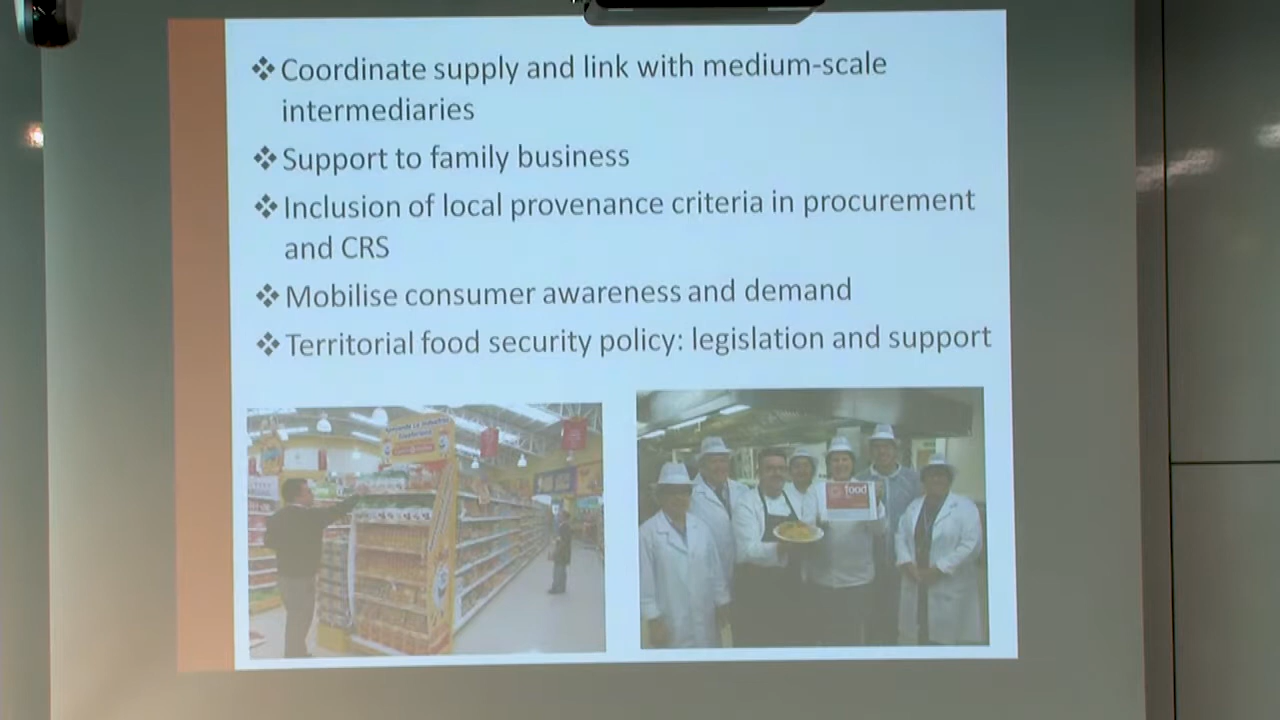 ❖ Coordinate supply and link with medium-scale
intermediaries
❖ Support to family business
❖ Inclusion of local provenance criteria in procurement
and CRS
❖ Mobilise consumer awareness and demand
❖ Territorial food security policy: legislation and support
food